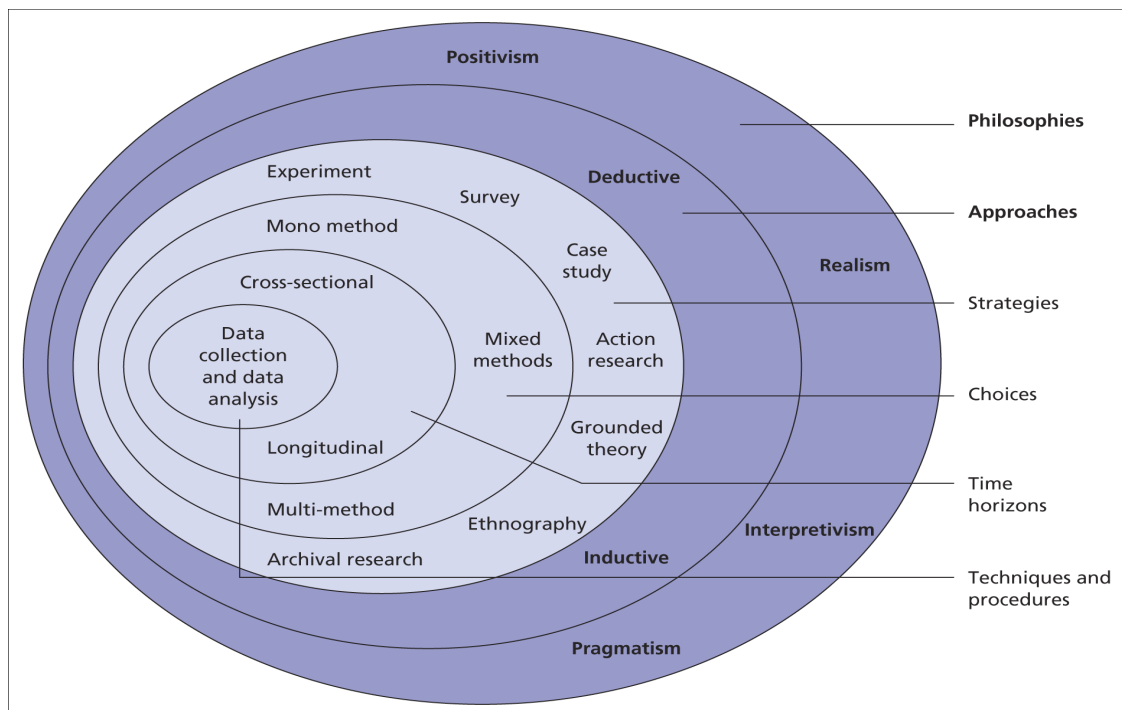 Positivism
Philosophies
Experiment
Deductive
Survey
Approaches
Mono method
Case
study
Realism
Cross-sectional
Strategies
Data
collection
and data
analysis
Mixed
methods
Action
research
Choices
Grounded
theory
Longitudinal
Time
horizons
Multi-method
Ethnography
Interpretivism
Archival research
Inductive
Techniques and
procedures
Pragmatism